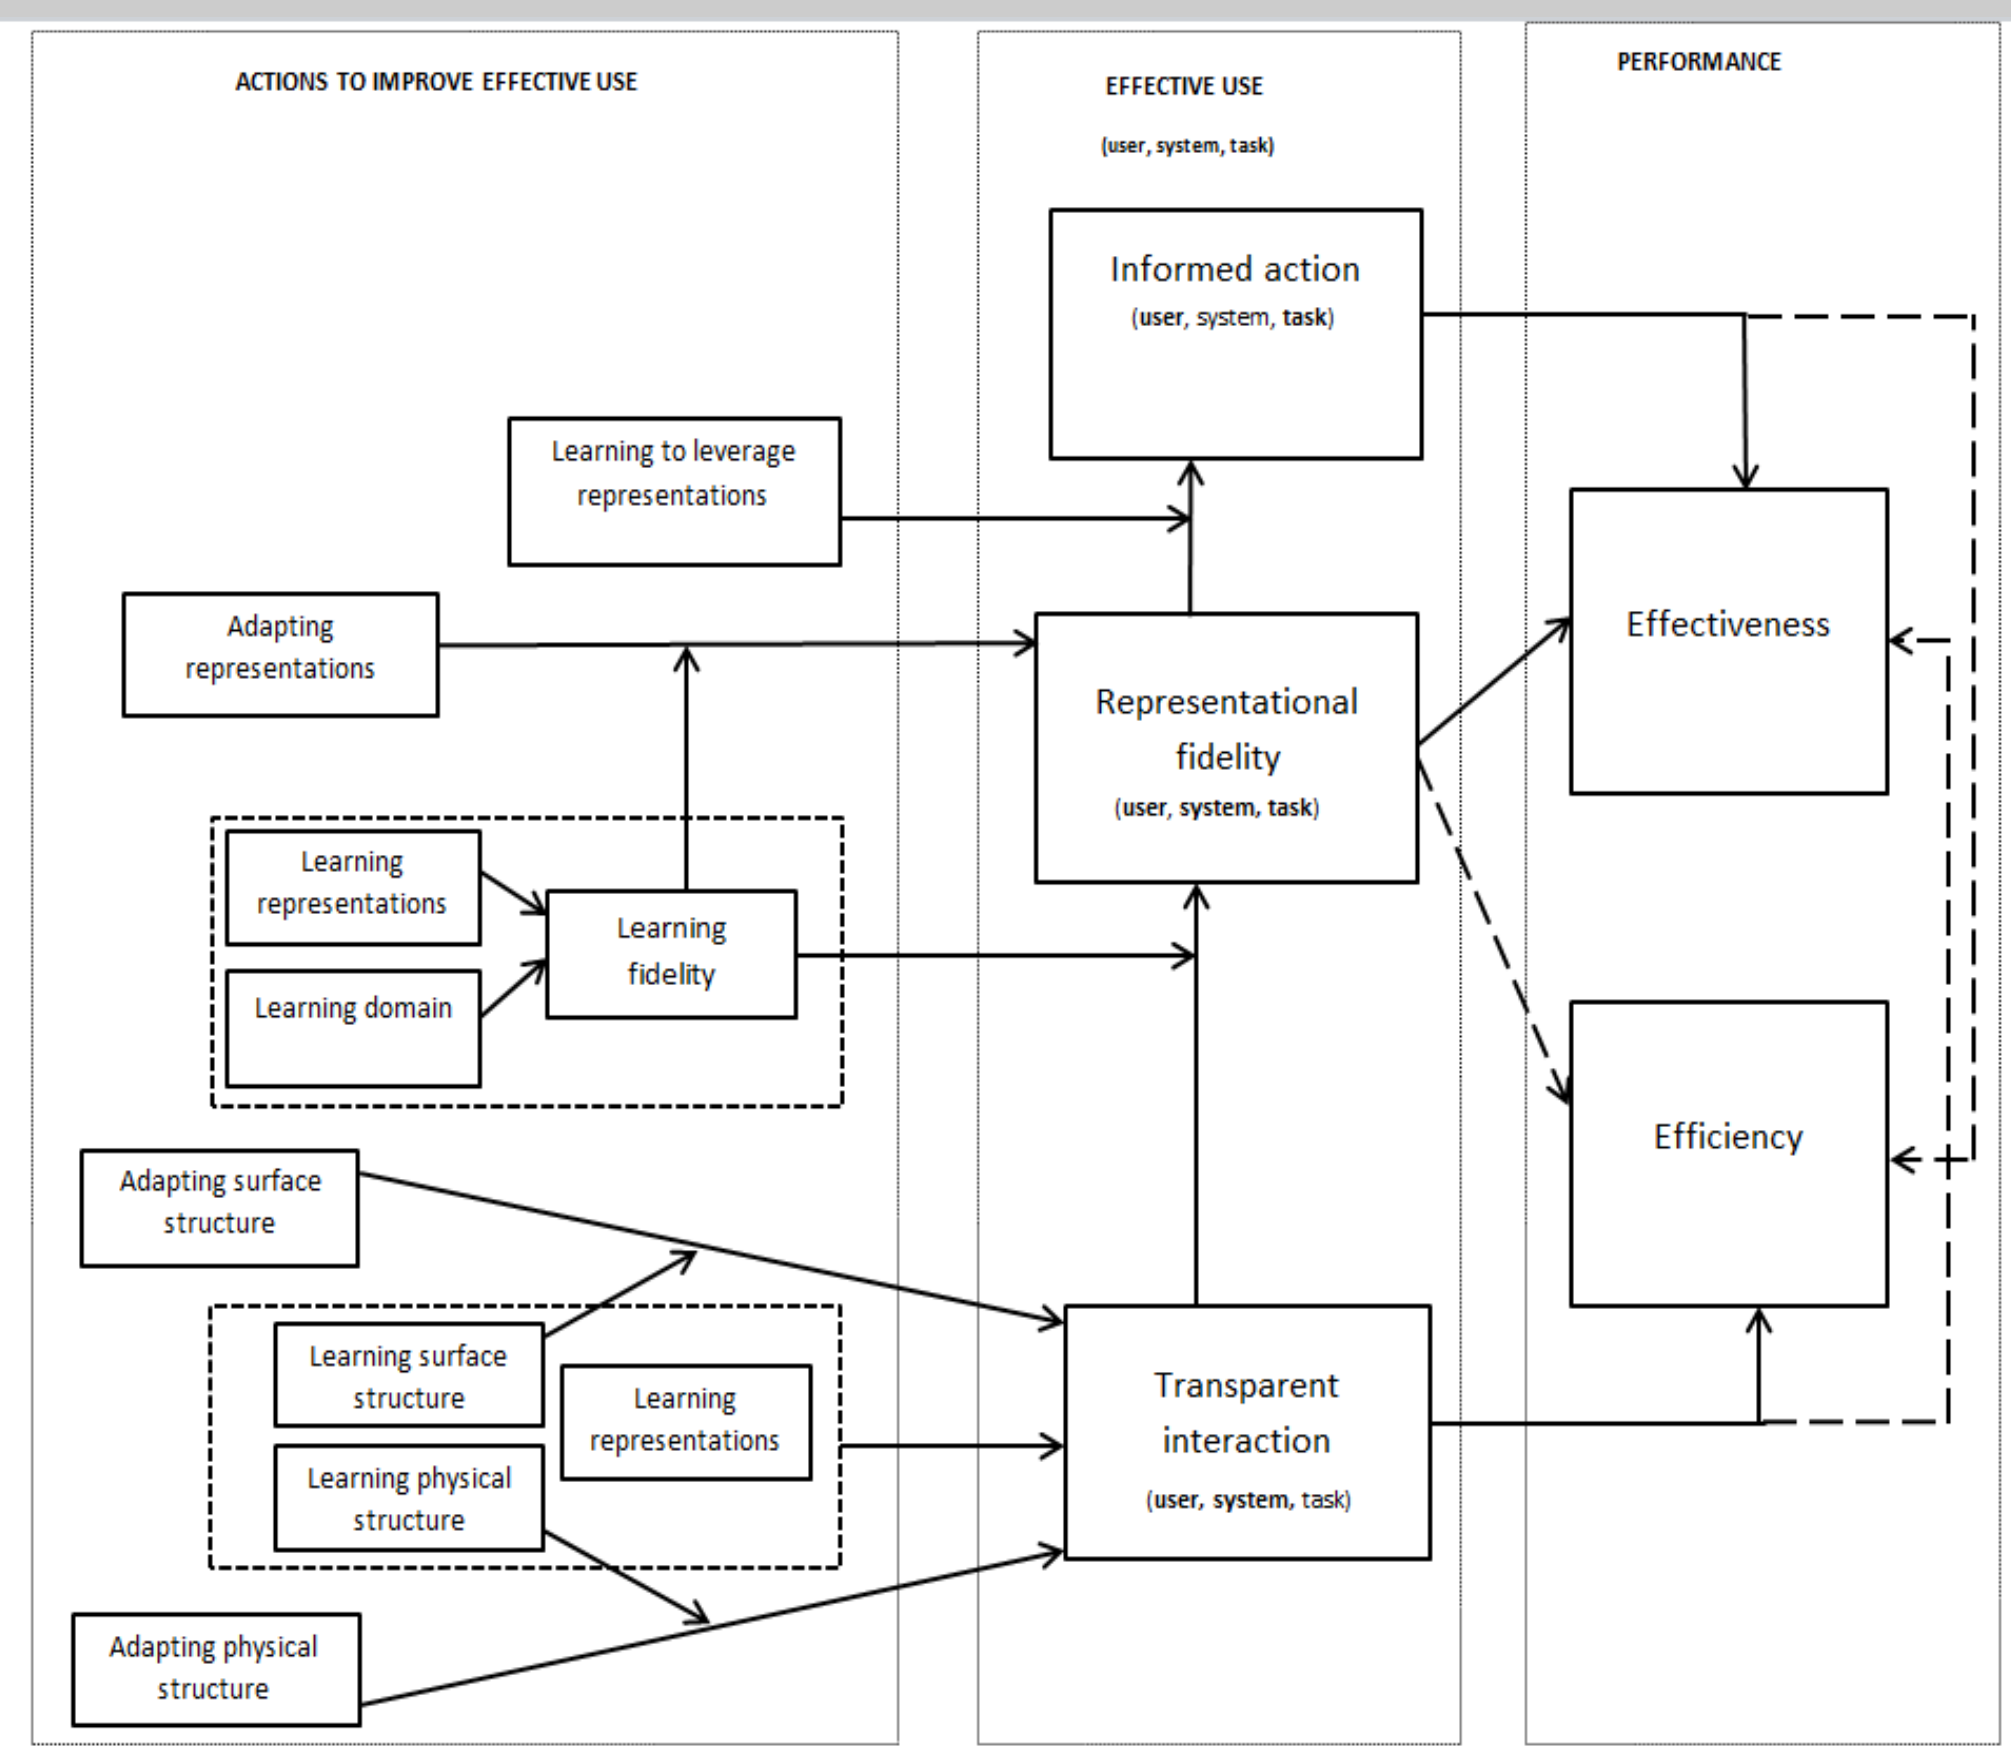 ACTIONS TO IMPROVE EFFECTIVE USE
Learning to leverage
representations
Adapting
representations
Learning
representations
Learning domain
Learning
fidelity
Adapting surface
structure
Learning surface
structure
Learning
representations
Learning physical
structure
Adapting physical
structure
EFFECTIVE USE
(user, system, task)
Informed action
(user, system, task)
Representational
fidelity
(user, system, task)
Transparent
interaction
(user, system, task)
PERFORMANCE
Effectiveness
Efficiency